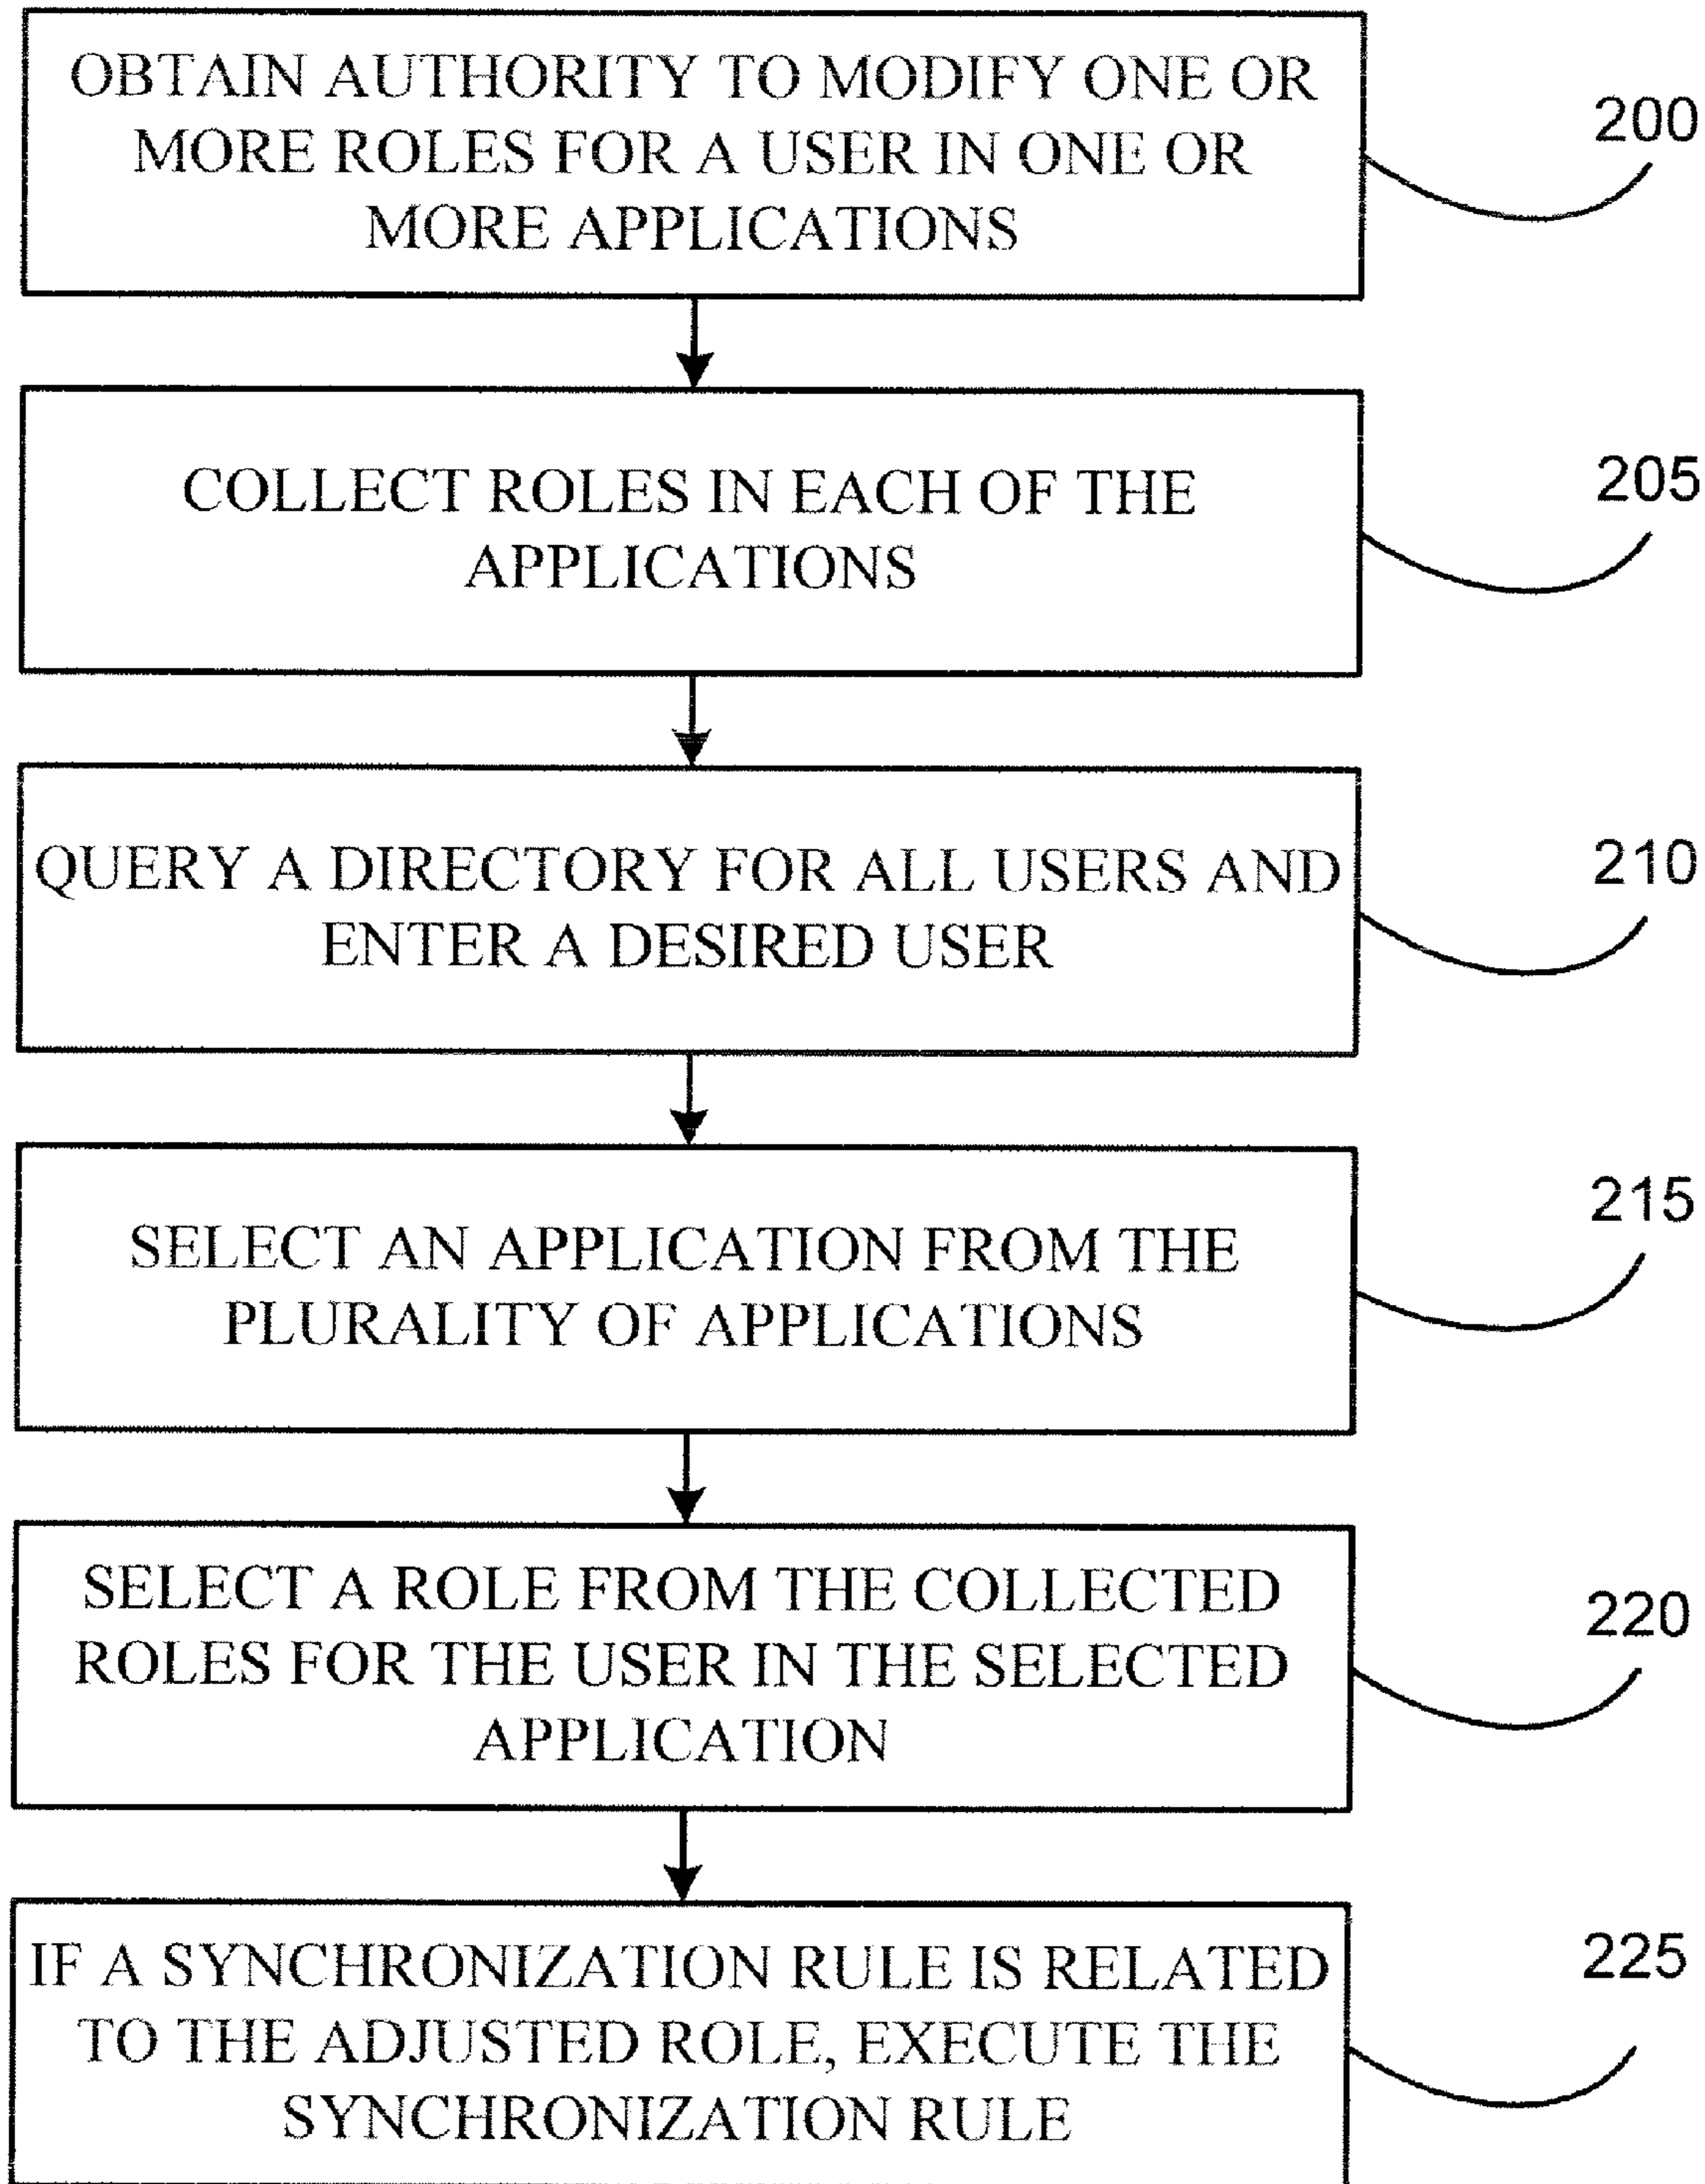 OBTAIN AUTHORITY TO MODIFY ONE OR
MORE ROLES FOR A USER IN ONE OR
MORE APPLICATIONS
200
COLLECT ROLES IN EACH OF THE
APPLICATIONS
205
QUERY A DIRECTORY FOR ALL USERS AND
ENTER A DESIRED USER
210
SELECT AN APPLICATION FROM THE
PLURALITY OF APPLICATIONS
215
SELECT A ROLE FROM THE COLLECTED
ROLES FOR THE USER IN THE SELECTED
APPLICATION
220
IF A SYNCHRONIZATION RULE IS RELATED
TO THE ADJUSTED ROLE, EXECUTE THE
SYNCHRONIZATION RULE
225